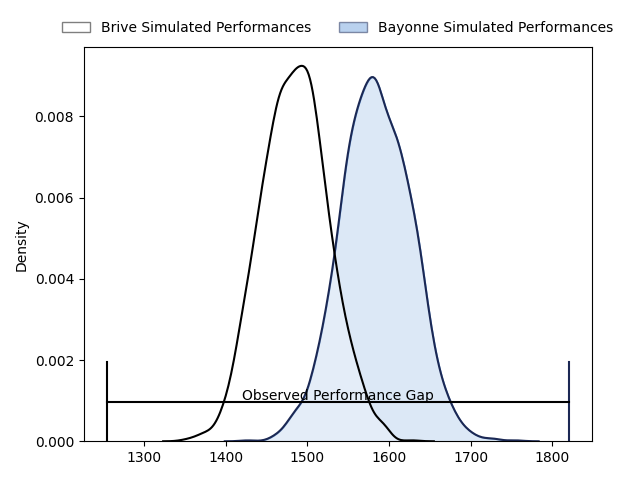 Brive Simulated Performances
Bayonne Simulated Performances
Density
0.008
0.006
0.004
0.002
0.000
Observed Performance Gap
1300 1400 1500 1600 1700 1800